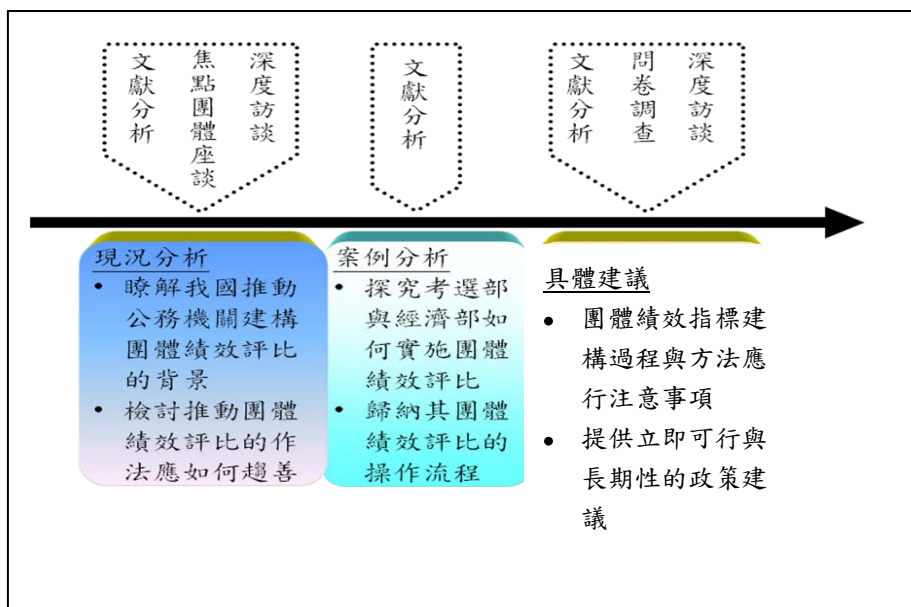 文獻分析
焦點團體座談
深度訪談
文獻分析
文獻分析
問卷調查
深度訪談
現況分析
• 瞭解我國推動
公務機關建構
團體績效評比
的背景
• 檢討推動團體
績效評比的作
法應如何趨善
案例分析
• 探究考選部
與經濟部如
何實施團體
績效評比
• 歸納其團體
績效評比的
操作流程
具體建議
• 團體績效指標建
構過程與方法應
行注意事項
• 提供立即可行與
長期性的政策建
議